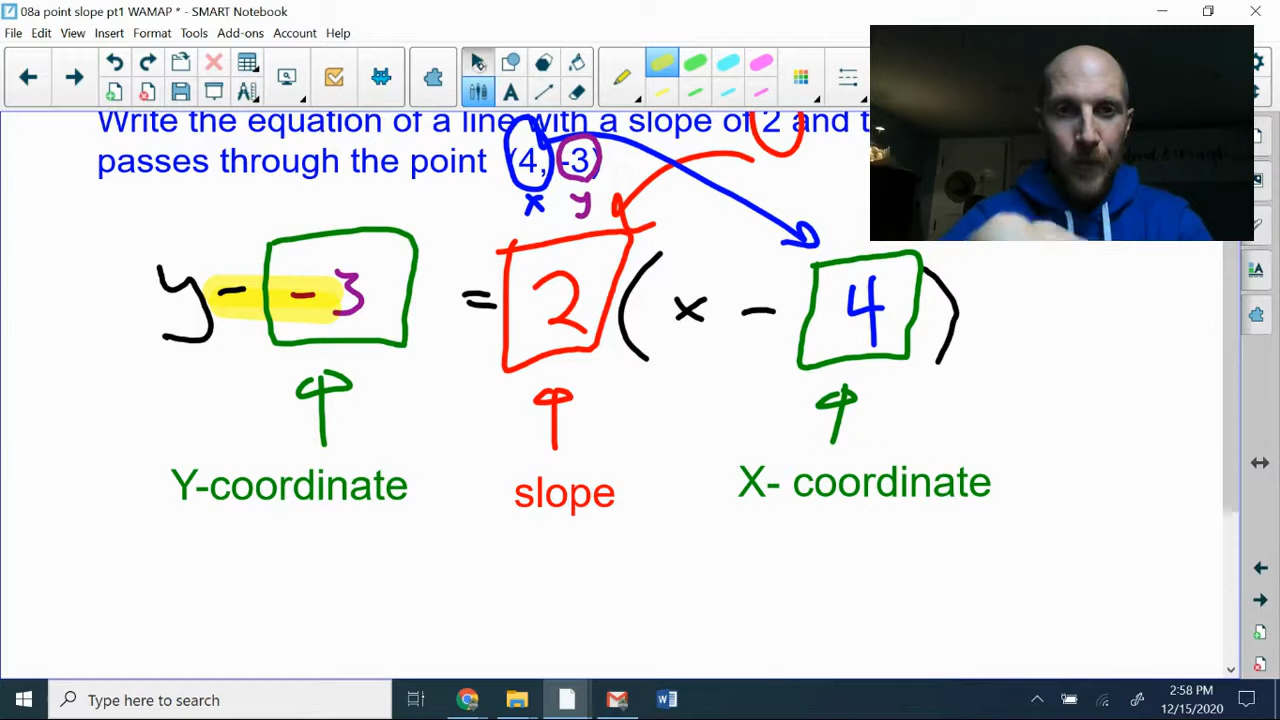 08a point slope pt1 WAMAP * - SMART Notebook
File Edit View Insert Format Tools Add-ons Account Help
Write the equation of a line with a slope of 2 and t
passes through the point (4, -3)
x y
y - -3 = 2 (x - 4)
Y-coordinate slope X- coordinate
Type here to search
2:58 PM
12/15/2020